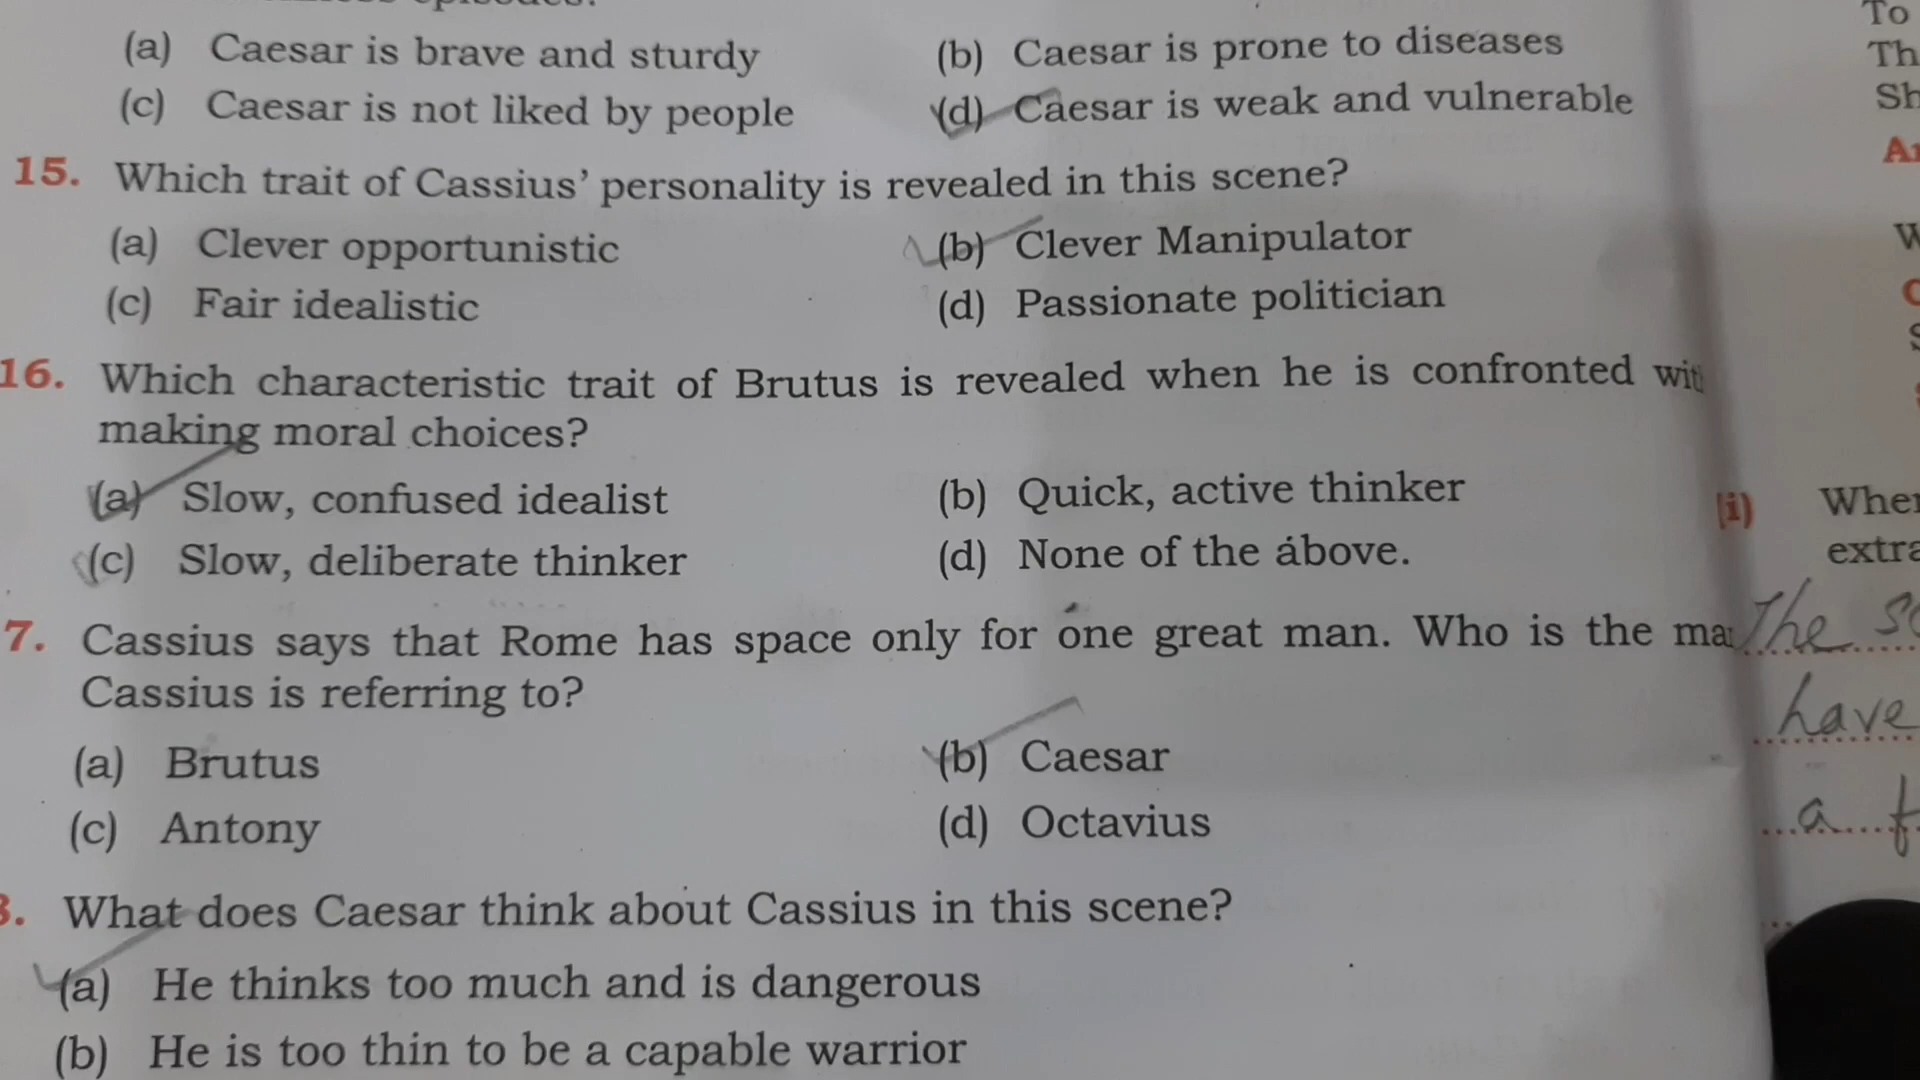 (a) Caesar is brave and sturdy (b) Caesar is prone to diseases
(c) Caesar is not liked by people (d) Caesar is weak and vulnerable
15. Which trait of Cassius' personality is revealed in this scene?
(a) Clever opportunistic (b) Clever Manipulator
(c) Fair idealistic (d) Passionate politician
16. Which characteristic trait of Brutus is revealed when he is confronted wit
making moral choices?
(a) Slow, confused idealist (b) Quick, active thinker
(c) Slow, deliberate thinker (d) None of the above.
7. Cassius says that Rome has space only for one great man. Who is the ma
Cassius is referring to?
(a) Brutus (b) Caesar
(c) Antony (d) Octavius
8. What does Caesar think about Cassius in this scene?
(a) He thinks too much and is dangerous
(b) He is too thin to be a capable warrior
To
Th
Sh
(i) When
extra
The so
have
a f